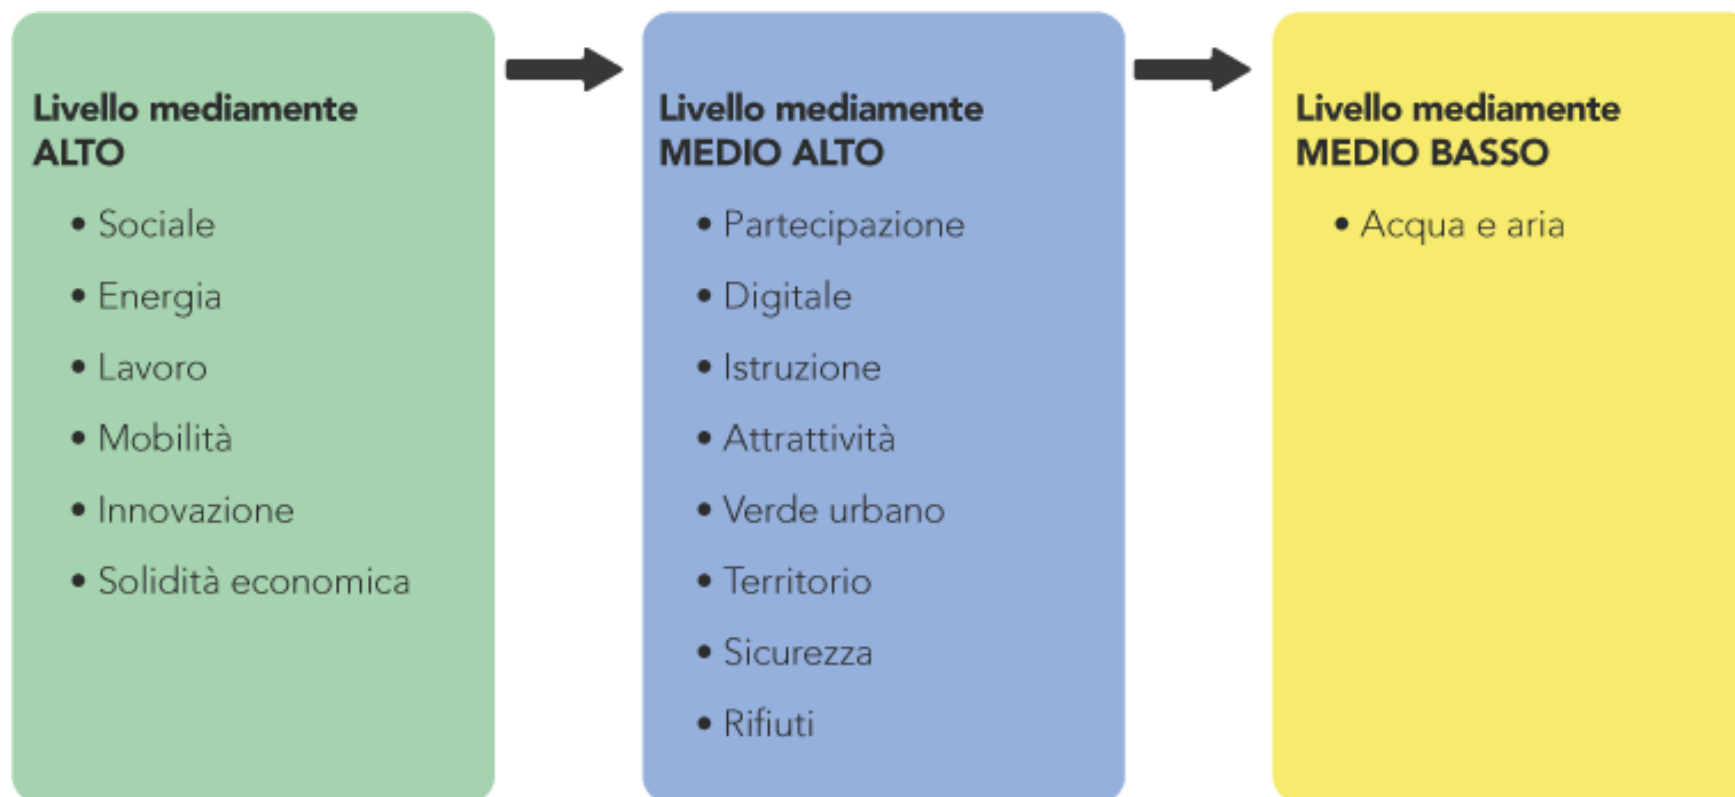 Livello mediamente
ALTO
• Sociale
• Energia
• Lavoro
• Mobilità
• Innovazione
• Solidità economica
Livello mediamente
MEDIO ALTO
• Partecipazione
• Digitale
• Istruzione
• Attrattività
• Verde urbano
• Territorio
• Sicurezza
• Rifiuti
Livello mediamente
MEDIO BASSO
• Acqua e aria